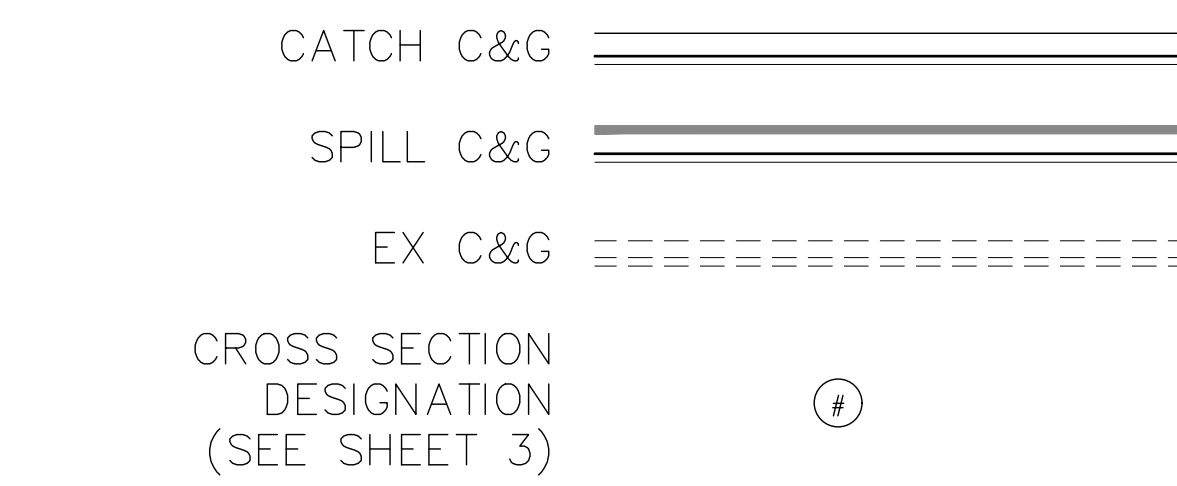 CATCH C&G
SPILL C&G
EX C&G
CROSS SECTION
DESIGNATION
(SEE SHEET 3)
#